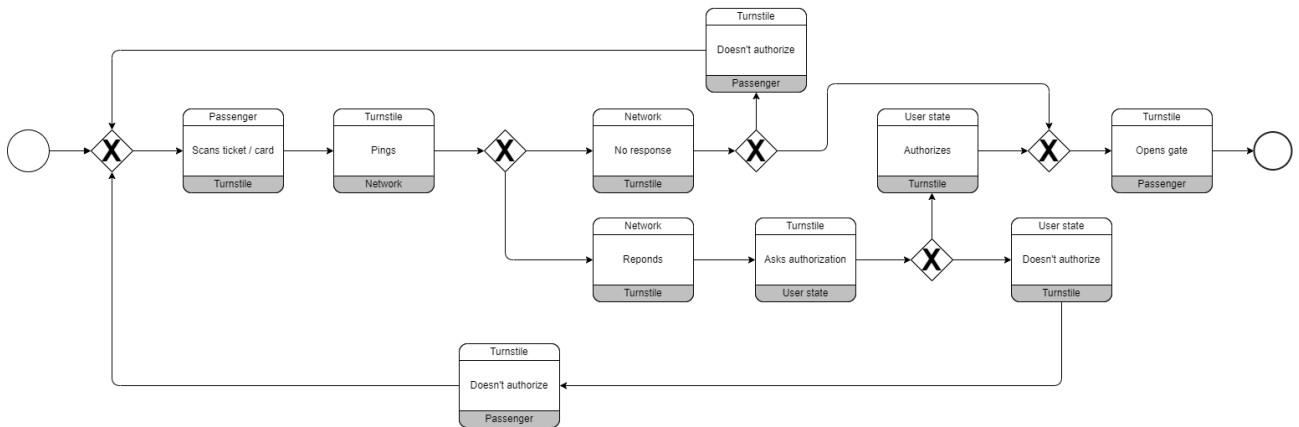 Turnstile
Doesn't authorize
Passenger
Passenger
Scans ticket / card
Turnstile
Turnstile
Pings
Network
Network
No response
Turnstile
User state
Authorizes
Turnstile
Turnstile
Opens gate
Passenger
X
X
X
X
Network
Reponds
Turnstile
Turnstile
Asks authorization
User state
X
User state
Doesn't authorize
Turnstile
Turnstile
Doesn't authorize
Passenger